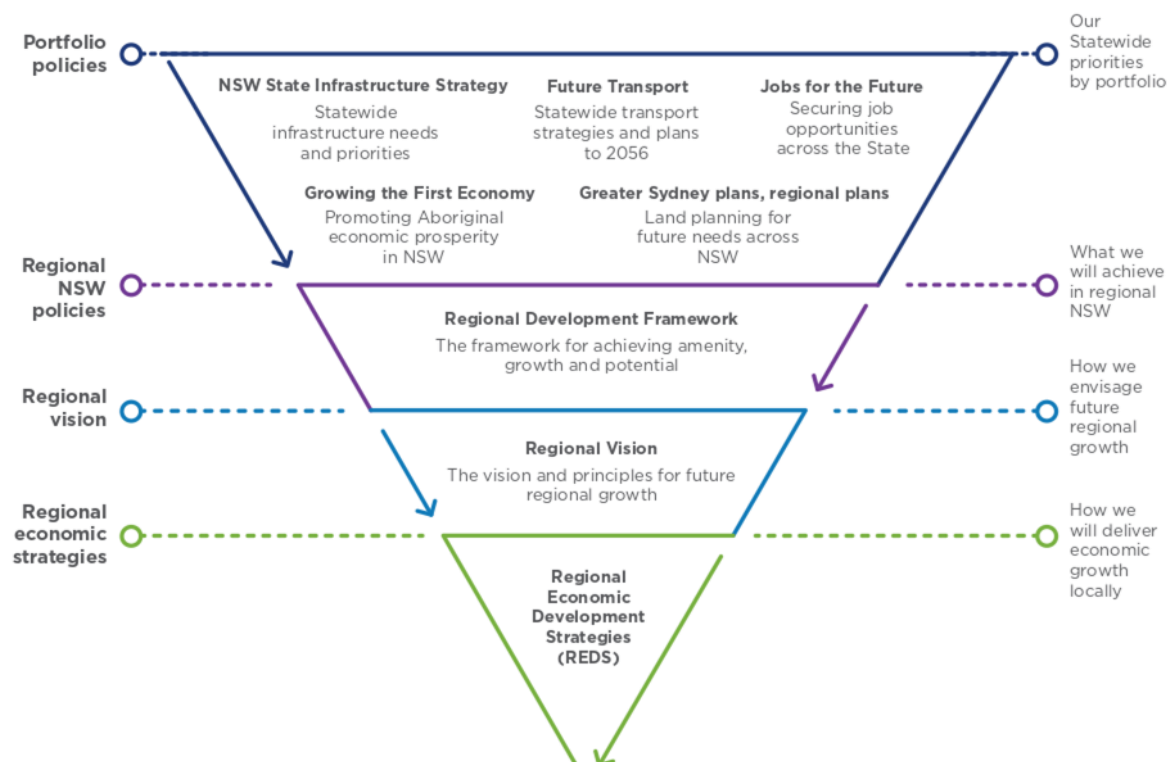 Portfolio
policies
Our
Statewide
priorities
by portfolio
NSW State Infrastructure Strategy
Statewide
infrastructure needs
and priorities
Future Transport
Statewide transport
strategies and plans
to 2056
Jobs for the Future
Securing job
opportunities
across the State
Growing the First Economy
Promoting Aboriginal
economic prosperity
in NSW
Greater Sydney plans, regional plans
Land planning for
future needs across
NSW
Regional
NSW
policies
What we
will achieve
in regional
NSW
Regional Development Framework
The framework for achieving amenity,
growth and potential
Regional
vision
How we
envisage
future
regional
growth
Regional Vision
The vision and principles for future
regional growth
Regional
economic
strategies
How we
will deliver
economic
growth
locally
Regional
Economic
Development
Strategies
(REDS)